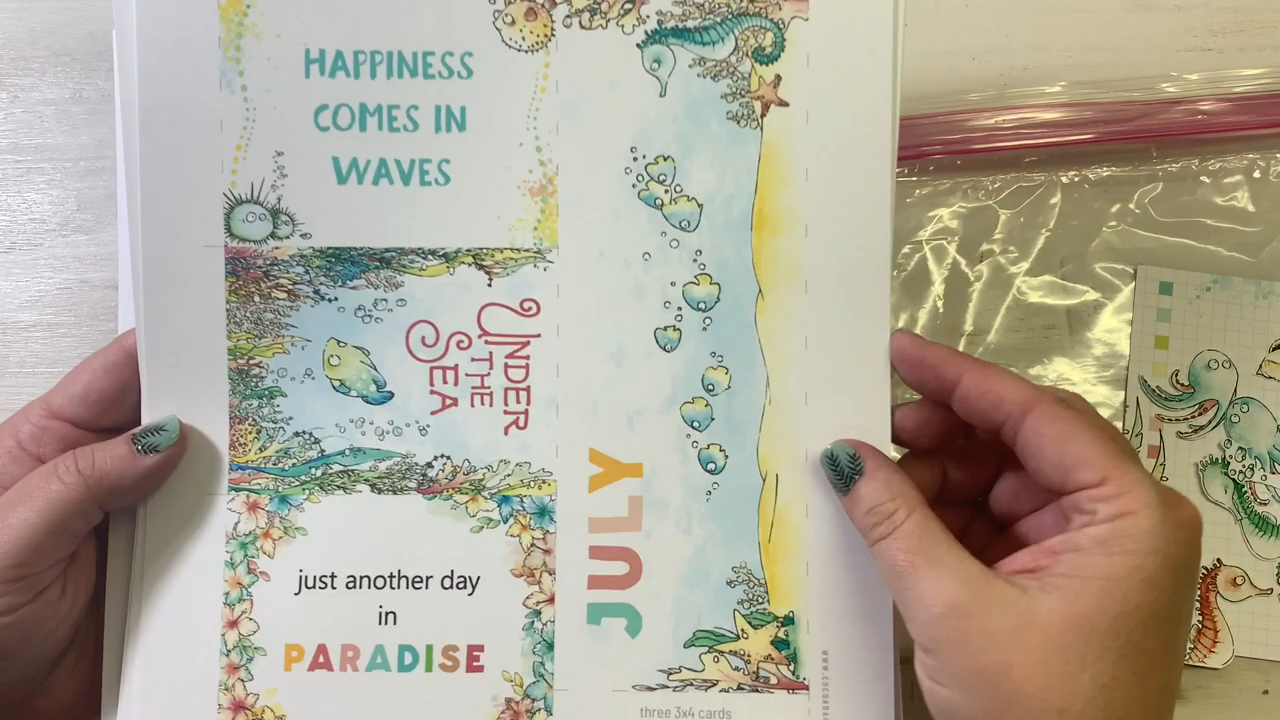 HAPPINESS
COMES IN
WAVES
UNDER
THE
SEA
just another day
in
PARADISE
JULY
three 3x4 cards